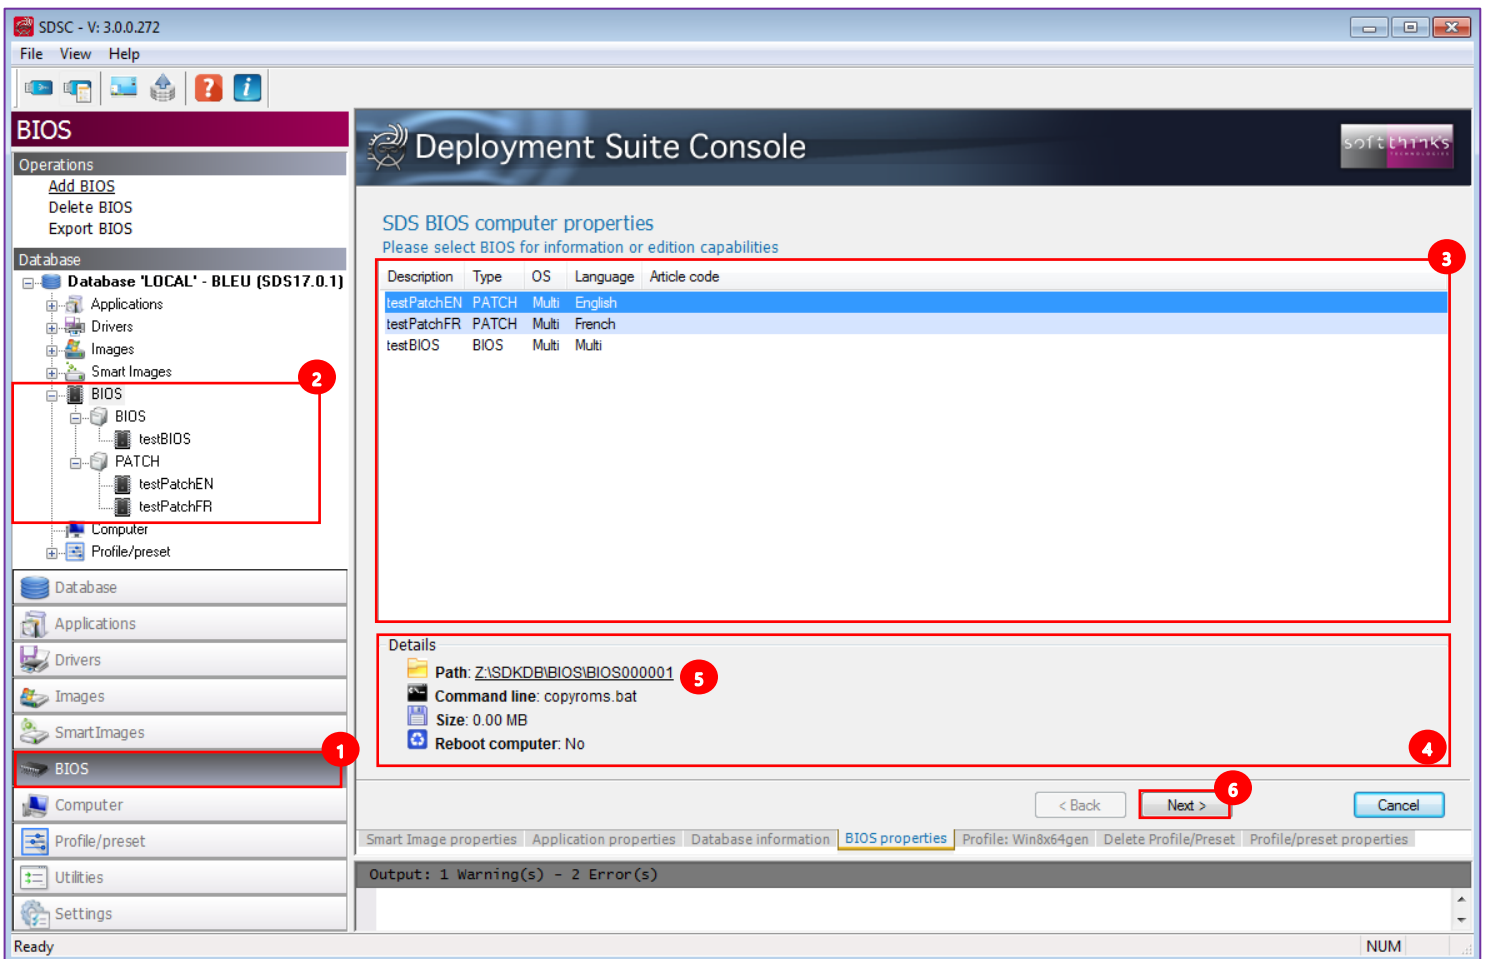 SDSC - V: 3.0.0.272
File View Help
BIOS
Operations
Add BIOS
Delete BIOS
Export BIOS
Database
Database 'LOCAL' - BLEU (SDS17.0.1)
Applications
Drivers
Images
Smart Images
2
BIOS
BIOS
testBIOS
PATCH
testPatchEN
testPatchFR
Computer
Profile/preset
Database
Applications
Drivers
Images
SmartImages
1
BIOS
Computer
Profile/preset
Utilities
Settings
Deployment Suite Console
softthinks
TECHNOLOGIES
SDS BIOS computer properties
Please select BIOS for information or edition capabilities
3
Description Type OS Language Article code
testPatchEN PATCH Multi English
testPatchFR PATCH Multi French
testBIOS BIOS Multi Multi
Details
Path: Z:\SDKDB\BIOS\BIOS000001
5
Command line: copyroms.bat
Size: 0.00 MB
Reboot computer: No
4
6
< Back Next > Cancel
Smart Image properties Application properties Database information BIOS properties Profile: Win8x64gen Delete Profile/Preset Profile/preset properties
Output: 1 Warning(s) - 2 Error(s)
Ready NUM